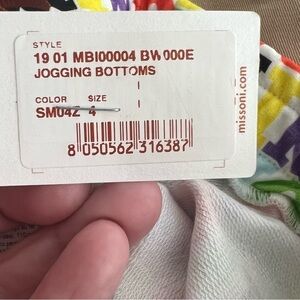 STYLE
19 01 MBI00004 BW000E
JOGGING BOTTOMS
COLOR SIZE
SM04Z 4
8 050562 316387
missoni.com